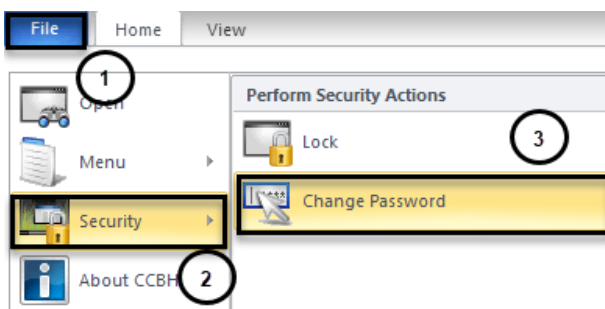 File Home View
1
Open
Perform Security Actions
Lock
3
Menu
Change Password
Security
About CCBH
2